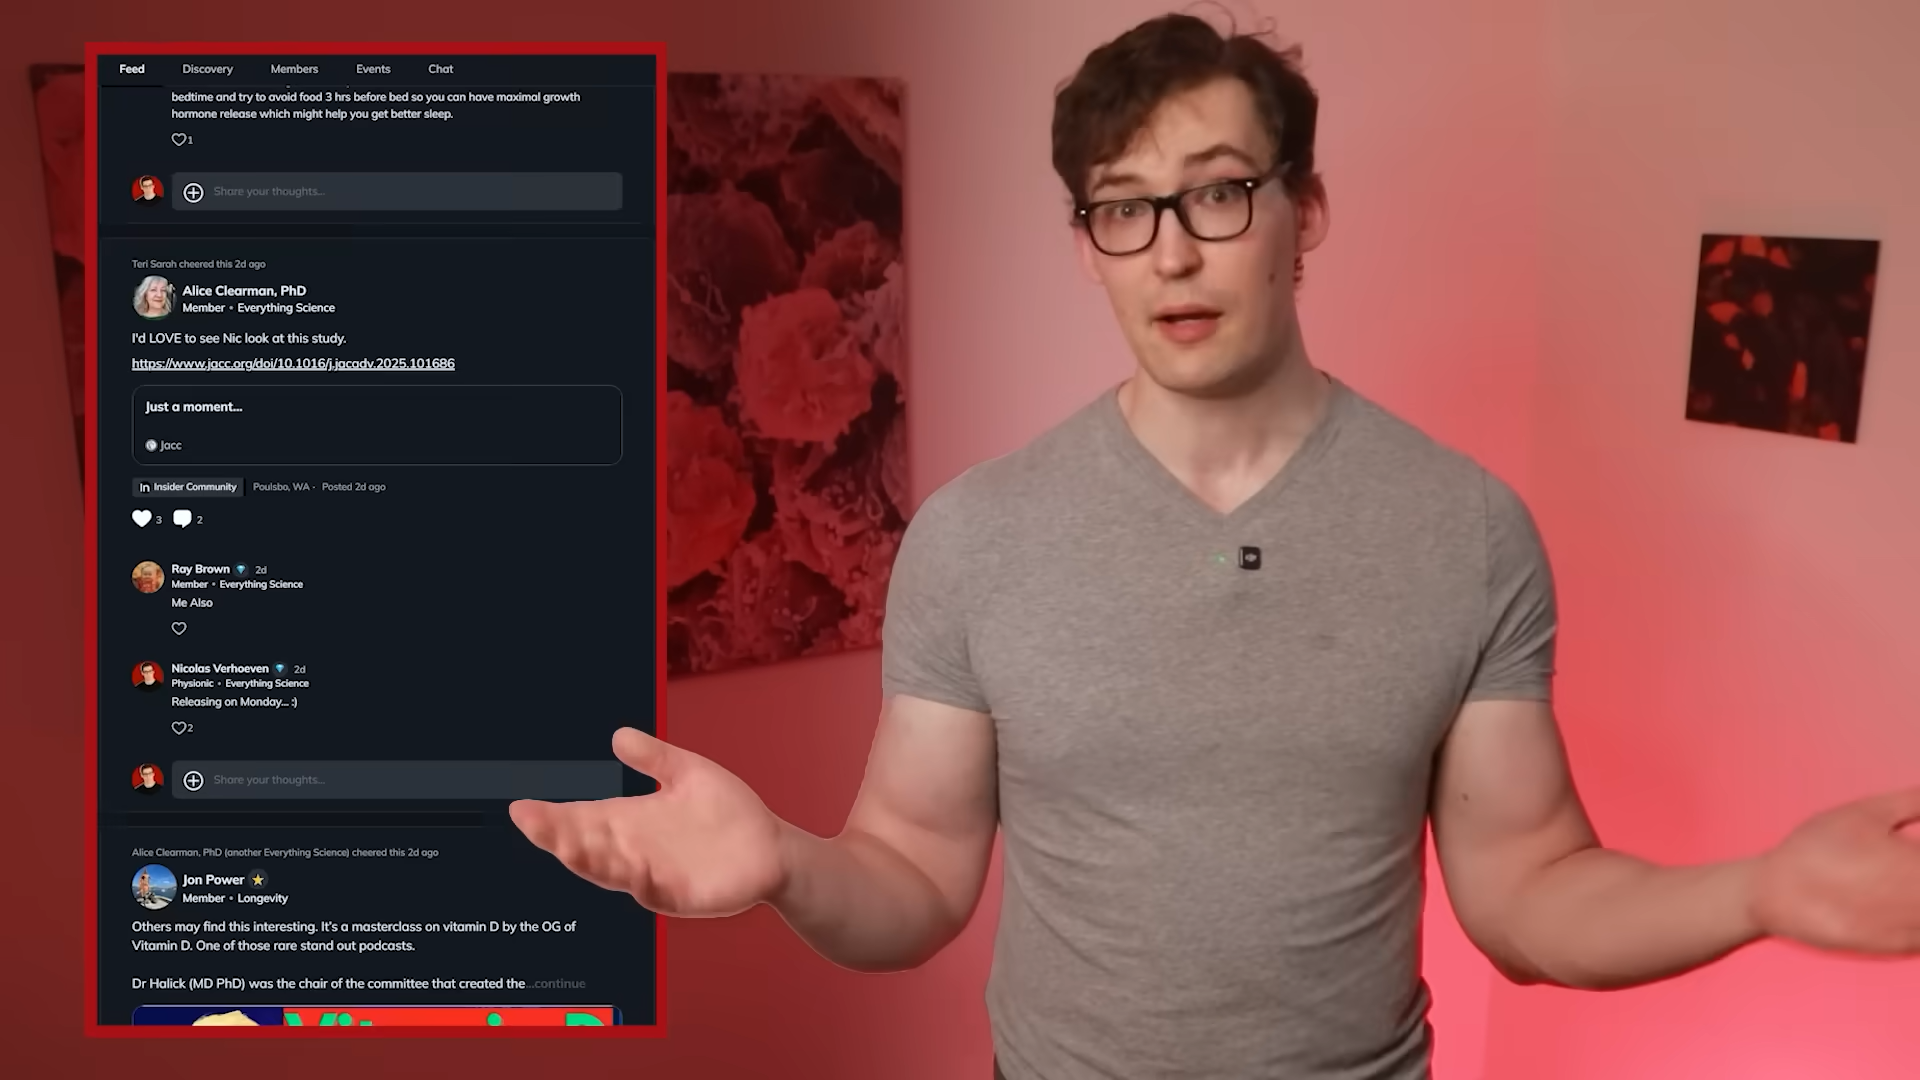 Feed Discovery Members Events Chat
bedtime and try to avoid food 3 hrs before bed so you can have maximal growth
hormone release which might help you get better sleep.
1
Share your thoughts...
Teri Sarah cheered this 2d ago
Alice Clearman, PhD
Member • Everything Science
I'd LOVE to see Nic look at this study.
https://www.jacc.org/doi/10.1016/j.jacadv.2025.101686
Just a moment...
Jacc
In Insider Community Poulsbo, WA · Posted 2d ago
3 2
Ray Brown 2d
Member • Everything Science
Me Also
Nicolas Verhoeven 2d
Physionic • Everything Science
Releasing on Monday... :)
2
Share your thoughts...
Alice Clearman, PhD (another Everything Science) cheered this 2d ago
Jon Power
Member • Longevity
Others may find this interesting. It's a masterclass on vitamin D by the OG of
Vitamin D. One of those rare stand out podcasts.
Dr Halick (MD PhD) was the chair of the committee that created the...continue